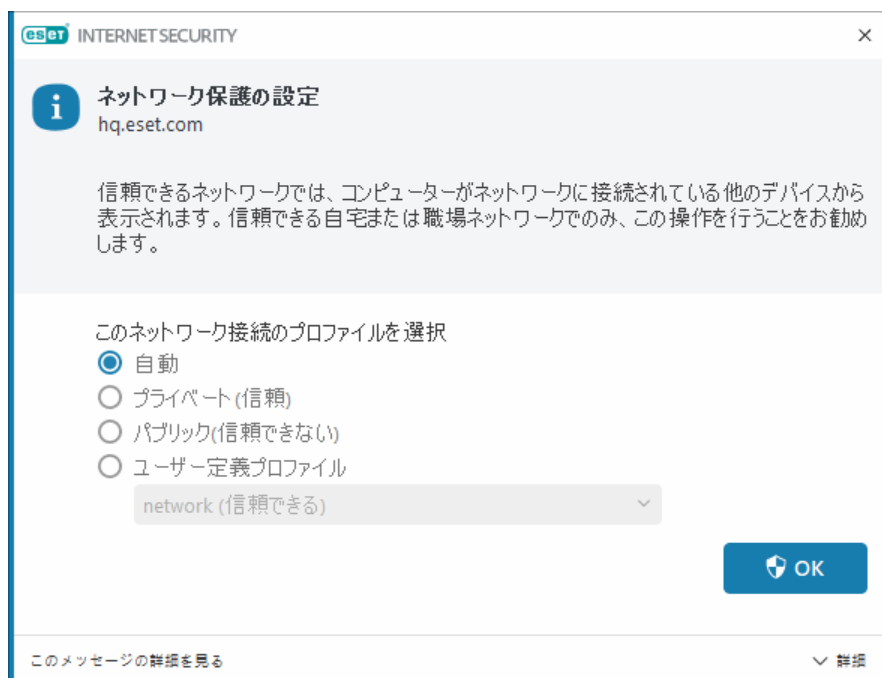 eset INTERNET SECURITY
ネットワーク保護の設定
hq.eset.com
信頼できるネットワークでは、コンピューターがネットワークに接続されている他のデバイスから
表示されます。信頼できる自宅または職場ネットワークでのみ、この操作を行うことをお勧め
します。
このネットワーク接続のプロファイルを選択
自動
プライベート(信頼)
パブリック(信頼できない)
ユーザー定義プロファイル
network (信頼できる)
OK
このメッセージの詳細を見る
詳細